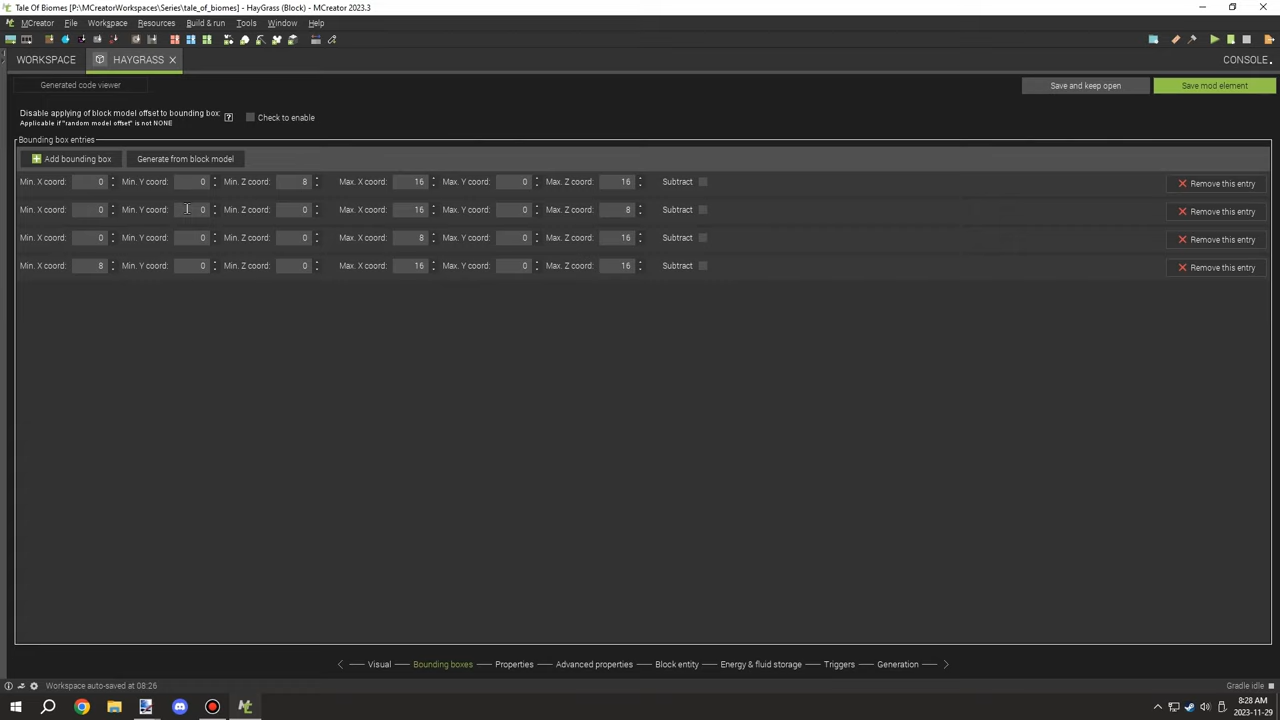 Tale Of Biomes [P:\MCreatorWorkspaces\Series\tale_of_biomes] - HayGrass (Block) - MCreator 2023.3
MCreator File Workspace Resources Build & run Tools Window Help
WORKSPACE HAYGRASS CONSOLE
Generated code viewer Save and keep open Save mod element
Disable applying of block model offset to bounding box: ? Check to enable
Applicable if "random model offset" is not NONE
Bounding box entries
Add bounding box Generate from block model
Min. X coord: 0 Min. Y coord: 0 Min. Z coord: 8 Max. X coord: 16 Max. Y coord: 0 Max. Z coord: 16 Subtract Remove this entry
Min. X coord: 0 Min. Y coord: 0 Min. Z coord: 0 Max. X coord: 16 Max. Y coord: 0 Max. Z coord: 8 Subtract Remove this entry
Min. X coord: 0 Min. Y coord: 0 Min. Z coord: 0 Max. X coord: 8 Max. Y coord: 0 Max. Z coord: 16 Subtract Remove this entry
Min. X coord: 8 Min. Y coord: 0 Min. Z coord: 0 Max. X coord: 16 Max. Y coord: 0 Max. Z coord: 16 Subtract Remove this entry
Visual Bounding boxes Properties Advanced properties Block entity Energy & fluid storage Triggers Generation
Workspace auto-saved at 08:26 Gradle idle
8:28 AM
2023-11-29